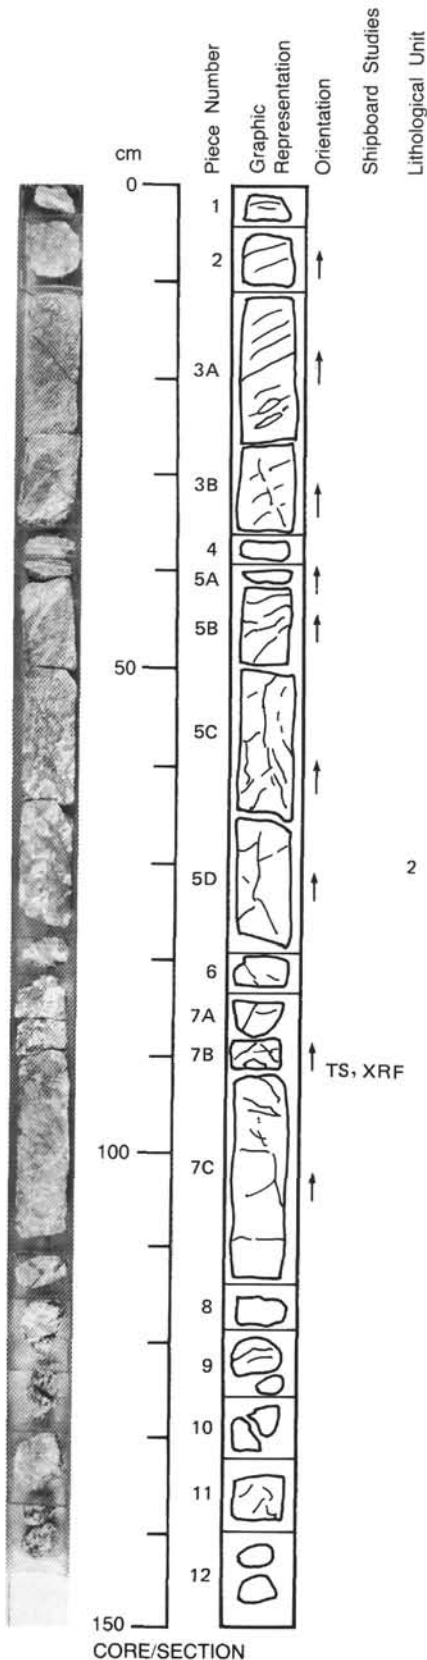 cm
Piece Number
Graphic
Representation
Orientation
Shipboard Studies
Lithological Unit
0
1
2
3A
3B
4
5A
5B
50
5C
5D
2
6
7A
7B
TS, XRF
100
7C
8
9
10
11
12
150
CORE/SECTION